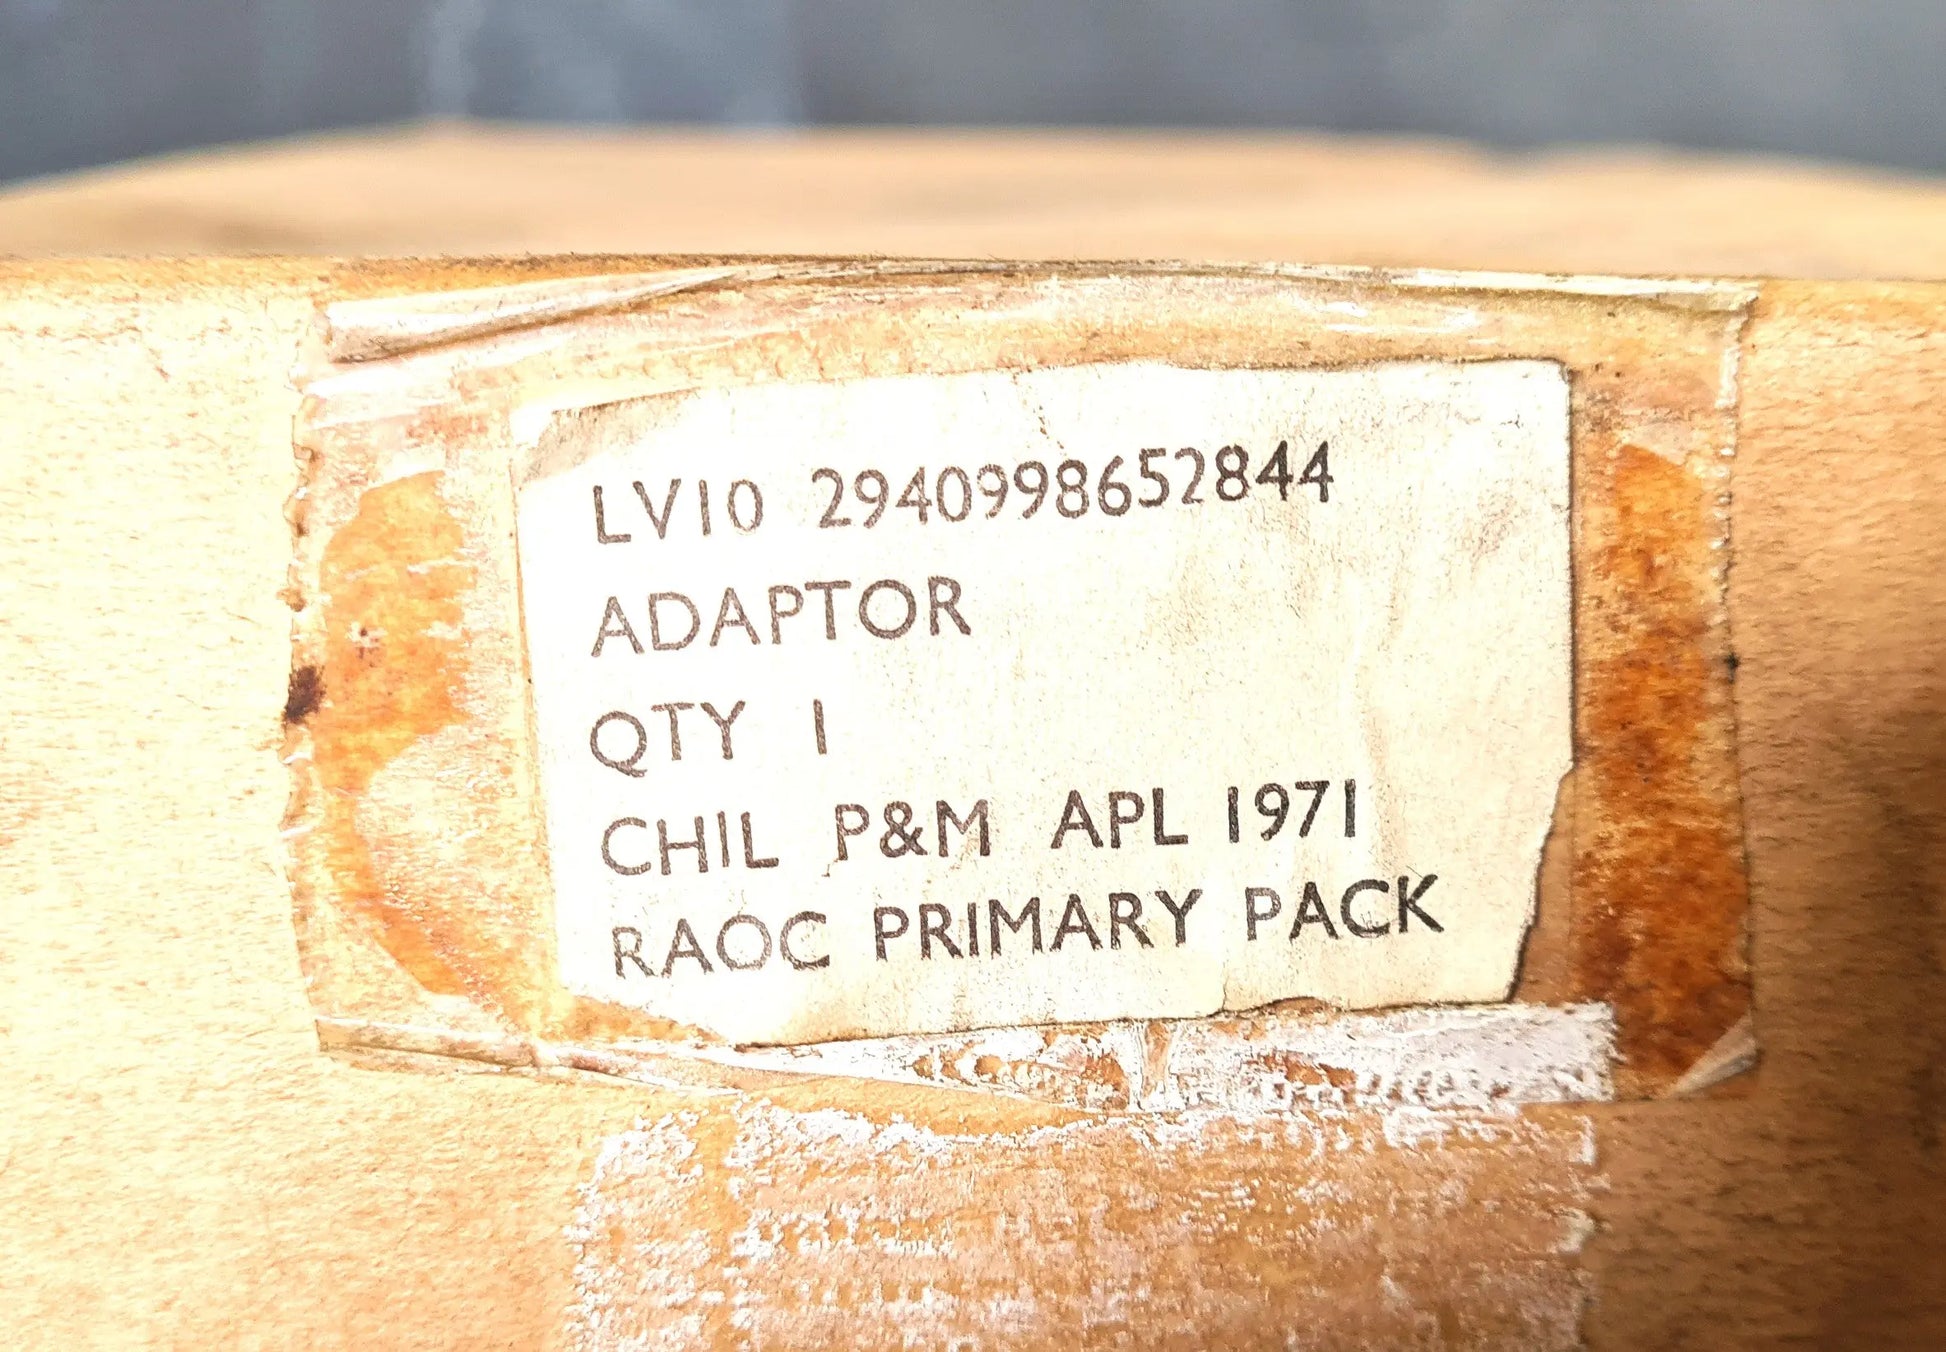 LV10 2940998652844
ADAPTOR
QTY 1
CHIL P&M APL 1971
RAOC PRIMARY PACK